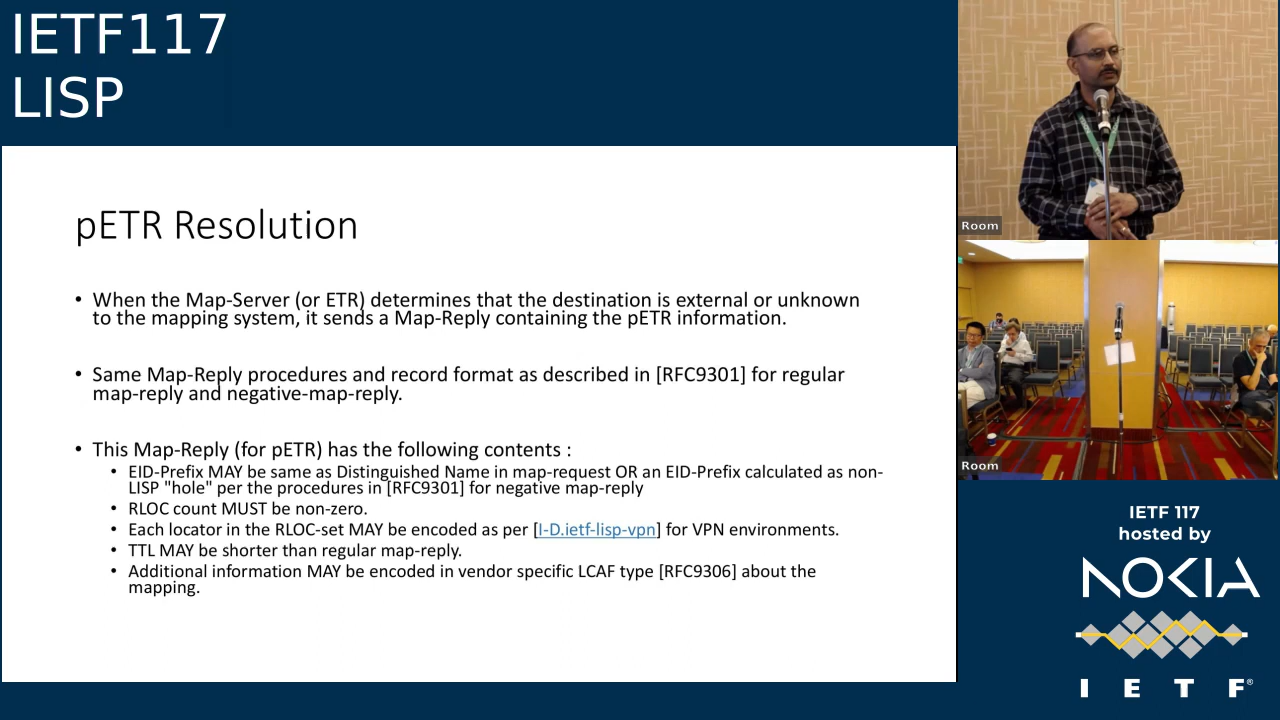 IETF117
LISP
pETR Resolution
• When the Map-Server (or ETR) determines that the destination is external or unknown
to the mapping system, it sends a Map-Reply containing the pETR information.
• Same Map-Reply procedures and record format as described in [RFC9301] for regular
map-reply and negative-map-reply.
• This Map-Reply (for pETR) has the following contents :
• EID-Prefix MAY be same as Distinguished Name in map-request OR an EID-Prefix calculated as non-
LISP "hole" per the procedures in [RFC9301] for negative map-reply
• RLOC count MUST be non-zero.
• Each locator in the RLOC-set MAY be encoded as per [I-D.ietf-lisp-vpn] for VPN environments.
• TTL MAY be shorter than regular map-reply.
• Additional information MAY be encoded in vendor specific LCAF type [RFC9306] about the
mapping.
Room
Room
IETF 117
hosted by
NOKIA
I E T F®